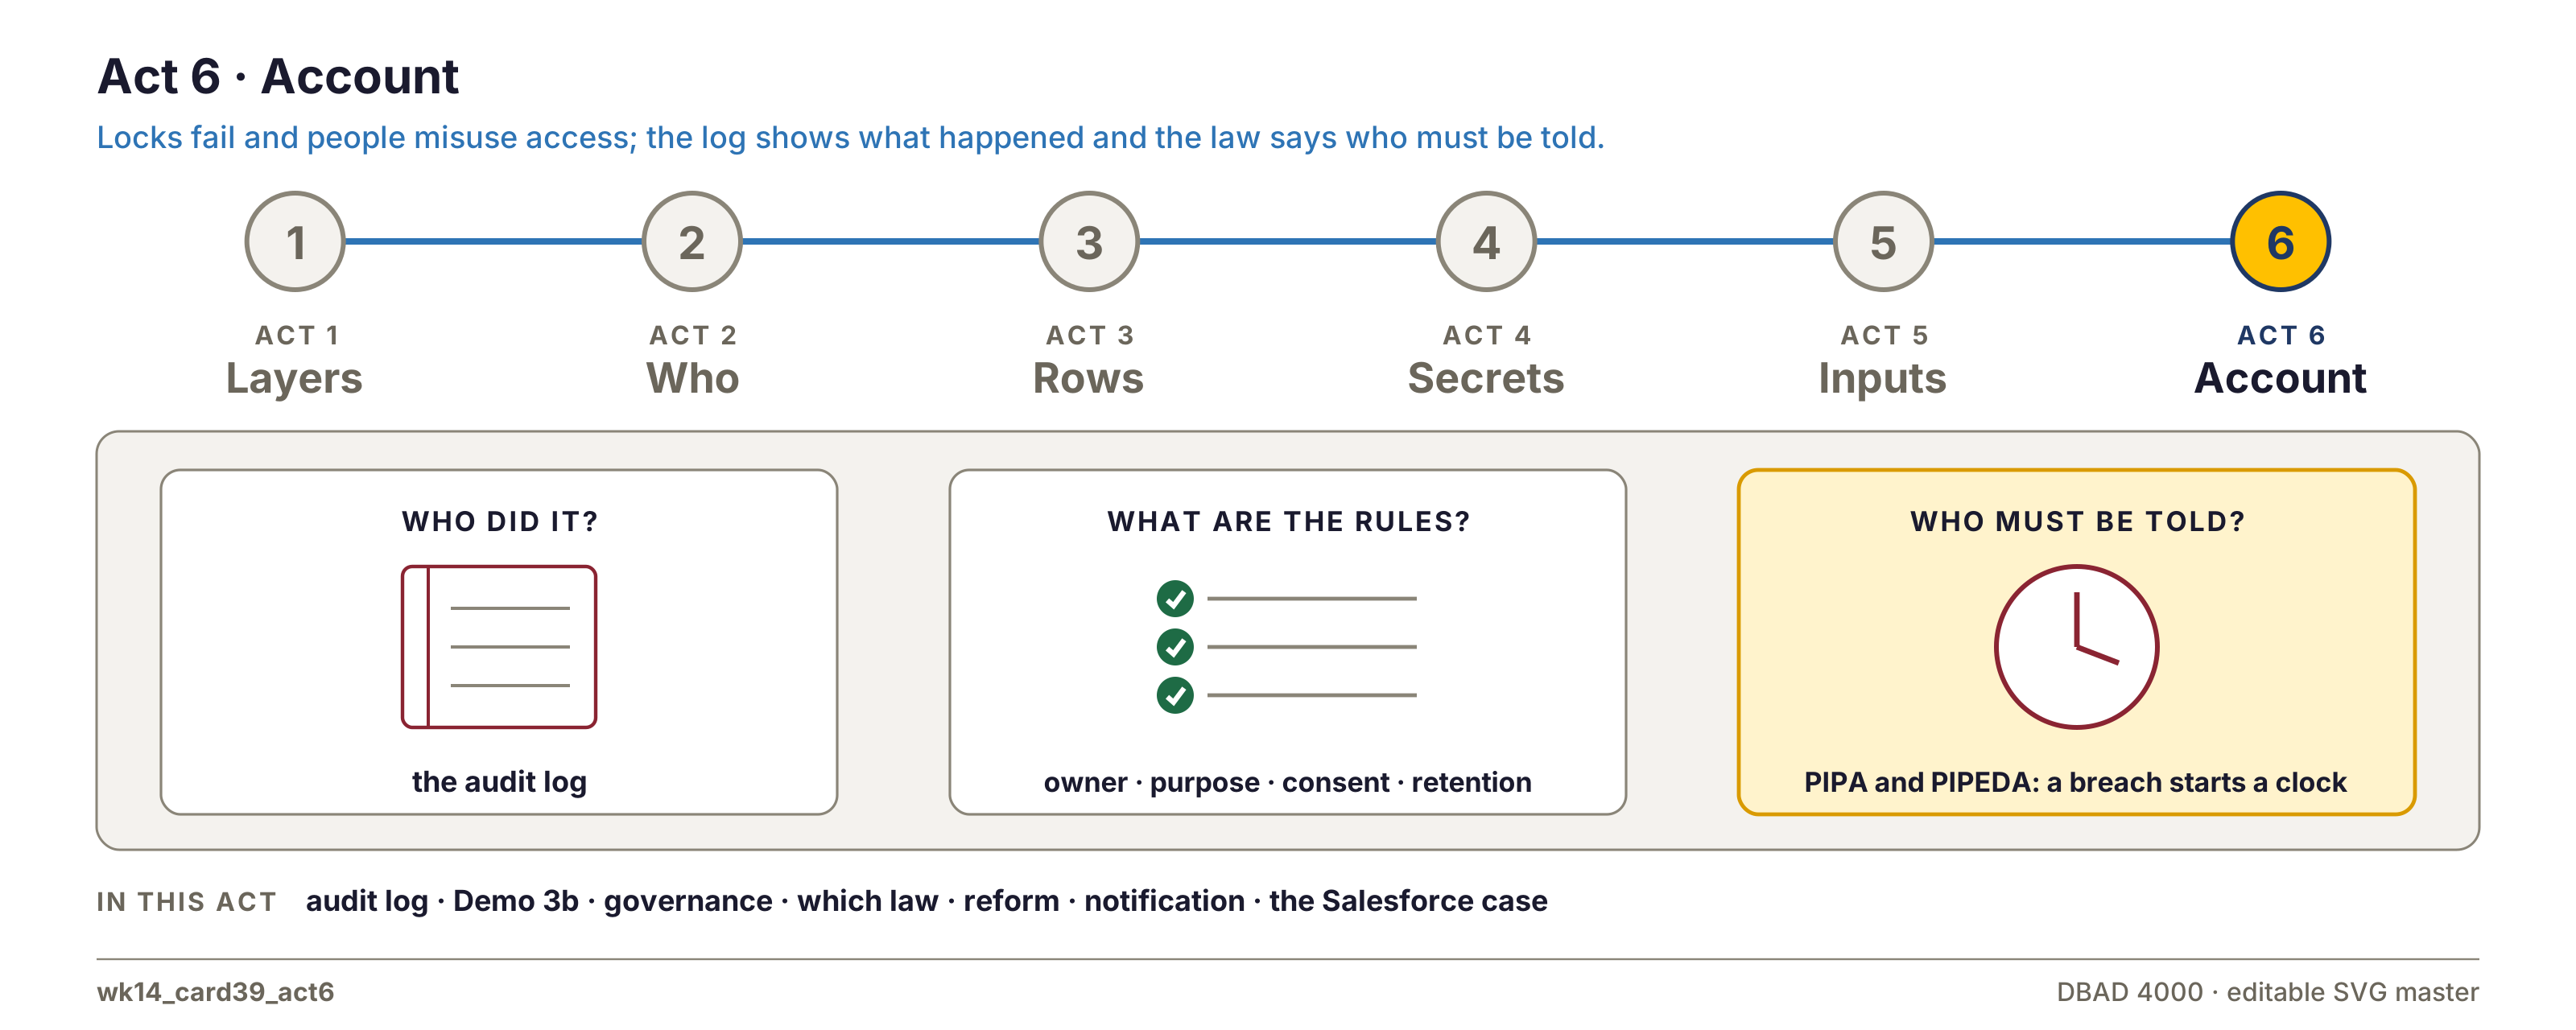 Act 6 · Account
Locks fail and people misuse access; the log shows what happened and the law says who must be told.
1 2 3 4 5 6
ACT 1 ACT 2 ACT 3 ACT 4 ACT 5 ACT 6
Layers Who Rows Secrets Inputs Account
WHO DID IT?
the audit log
WHAT ARE THE RULES?
owner · purpose · consent · retention
WHO MUST BE TOLD?
PIPA and PIPEDA: a breach starts a clock
IN THIS ACT audit log · Demo 3b · governance · which law · reform · notification · the Salesforce case
wk14_card39_act6
DBAD 4000 · editable SVG master